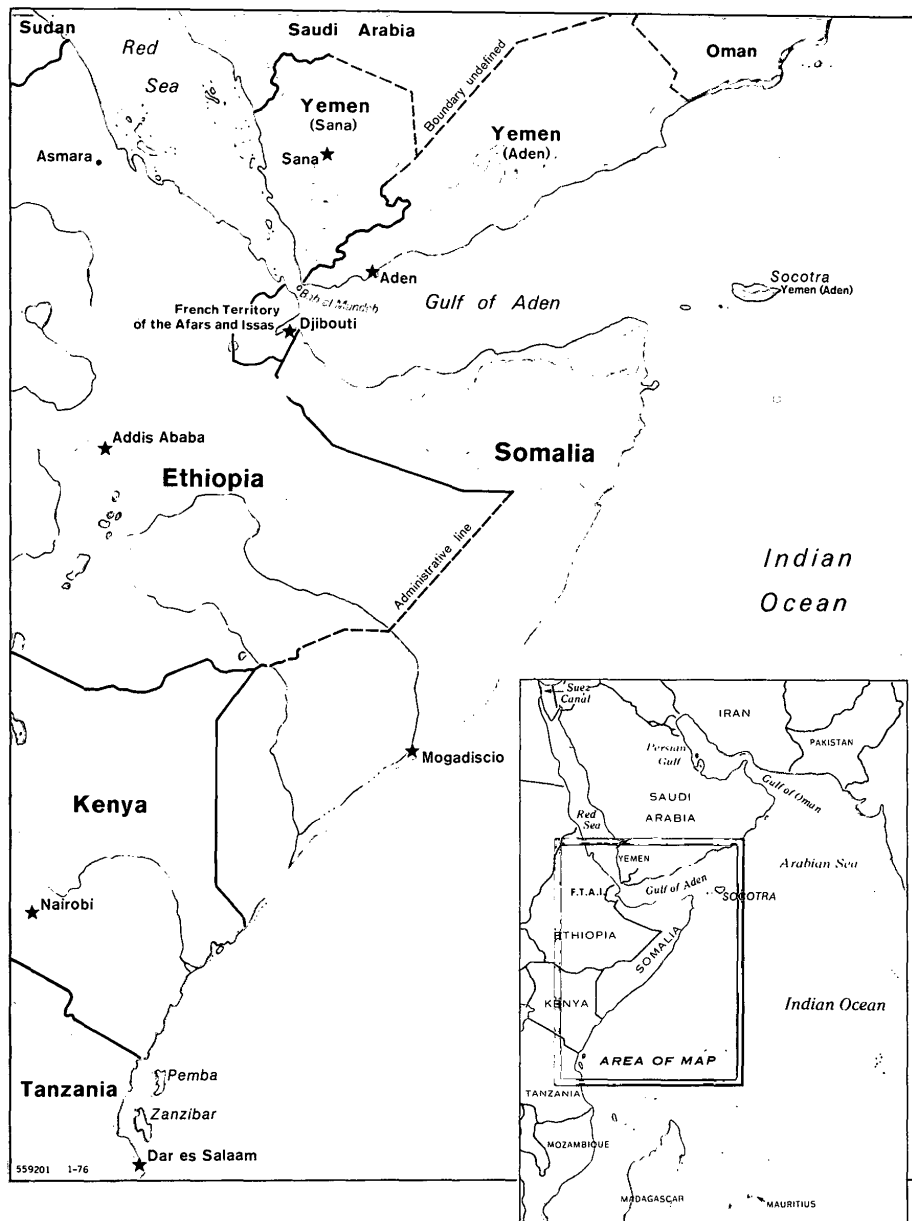 Sudan
Saudi Arabia
Red
Sea
Oman
Boundary undefined
Yemen
(Sana)
Yemen
(Aden)
Sana
Asmara
Aden
Bab el Mandeb
Gulf of Aden
Socotra
Yemen (Aden)
French Territory
of the Afars and Issas
Djibouti
Addis Ababa
Somalia
Ethiopia
Administrative line
Indian
Ocean
Mogadiscio
Kenya
Nairobi
Tanzania
Pemba
Zanzibar
Dar es Salaam
559201 1-76
Suez
Canal
IRAN
PAKISTAN
Persian
Gulf
Gulf of Oman
SAUDI
ARABIA
Red
Sea
Arabian Sea
YEMEN
F.T.A.I.
Gulf of Aden
SOCOTRA
ETHIOPIA
SOMALIA
KENYA
Indian Ocean
AREA OF MAP
TANZANIA
MOZAMBIQUE
MADAGASCAR
MAURITIUS